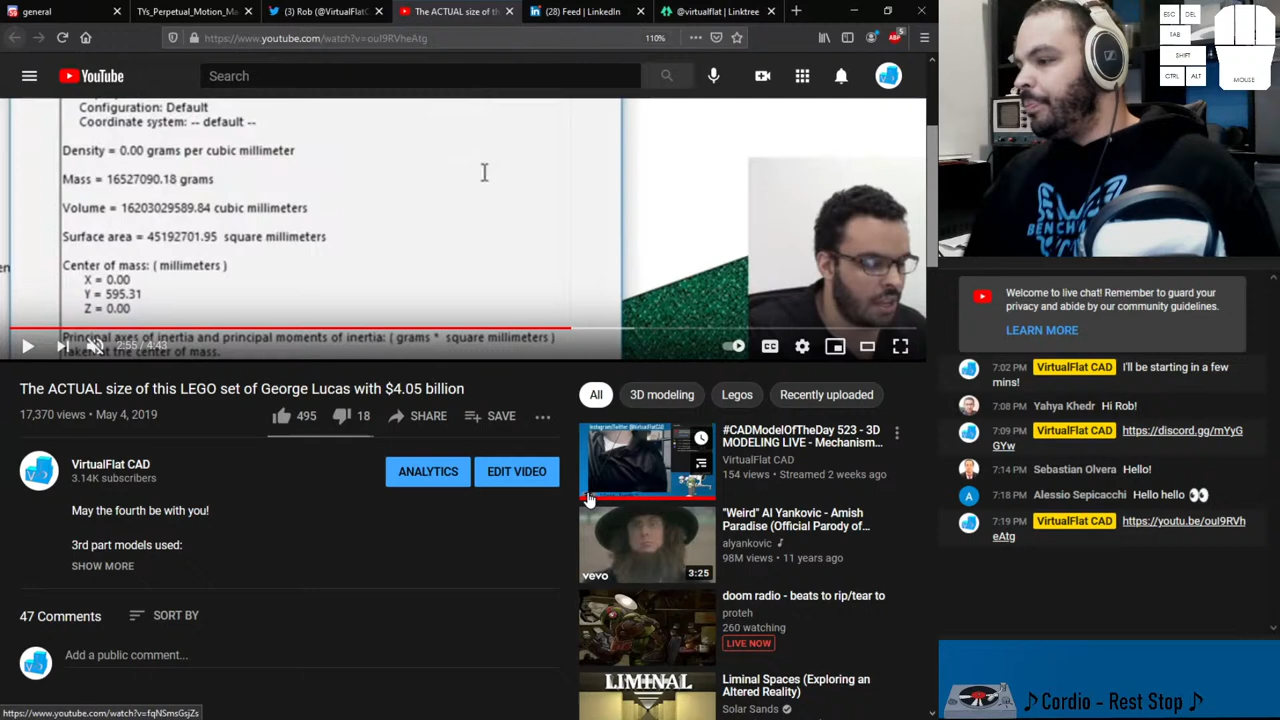 general
TYs_Perpetual_Motion_Ma
(3) Rob (@VirtualFlatC
The ACTUAL size of th
(28) Feed | LinkedIn
@virtualflat | Linktree
https://www.youtube.com/watch?v=ouI9RVheAtg
110%
ABP
5
YouTube
Search
Configuration: Default
Coordinate system: -- default --
Density = 0.00 grams per cubic millimeter
Mass = 16527090.18 grams
Volume = 16203029589.84 cubic millimeters
Surface area = 45192701.95 square millimeters
Center of mass: ( millimeters )
X = 0.00
Y = 595.31
Z = 0.00
Principal axes of inertia and principal moments of inertia: ( grams * square millimeters )
Taken at the center of mass.
2:55 / 4:43
The ACTUAL size of this LEGO set of George Lucas with $4.05 billion
17,370 views • May 4, 2019
495
18
SHARE
SAVE
VirtualFlat CAD
3.14K subscribers
ANALYTICS
EDIT VIDEO
May the fourth be with you!
3rd part models used:
SHOW MORE
47 Comments
SORT BY
Add a public comment...
https://www.youtube.com/watch?v=fqNSmsGsjZs
All
3D modeling
Legos
Recently uploaded
#CADModelOfTheDay 523 - 3D
MODELING LIVE - Mechanism...
VirtualFlat CAD
154 views • Streamed 2 weeks ago
"Weird" Al Yankovic - Amish
Paradise (Official Parody of...
alyankovic
98M views • 11 years ago
vevo
3:25
doom radio - beats to rip/tear to
proteh
260 watching
LIVE NOW
LIMINAL
Liminal Spaces (Exploring an
Altered Reality)
Solar Sands
ESC
DEL
TAB
SHIFT
CTRL
ALT
MOUSE
BENCHM
Welcome to live chat! Remember to guard your
privacy and abide by our community guidelines.
LEARN MORE
7:02 PM VirtualFlat CAD I'll be starting in a few
mins!
7:08 PM Yahya Khedr Hi Rob!
7:09 PM VirtualFlat CAD https://discord.gg/mYyG
GYw
7:14 PM Sebastian Olvera Hello!
7:18 PM Alessio Sepicacchi Hello hello 👀
7:19 PM VirtualFlat CAD https://youtu.be/ouI9RVh
eAtg
♪ Cordio - Rest Stop ♪